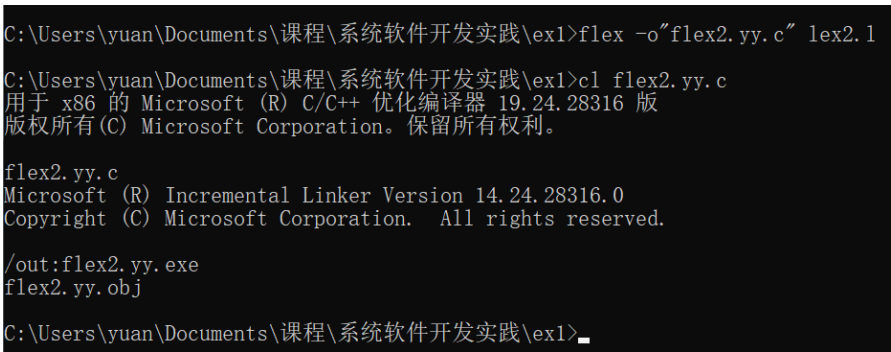 C:\Users\yuan\Documents\课程\系统软件开发实践\ex1>flex -o"flex2.yy.c" lex2.l
C:\Users\yuan\Documents\课程\系统软件开发实践\ex1>cl flex2.yy.c
用于 x86 的 Microsoft (R) C/C++ 优化编译器 19.24.28316 版
版权所有(C) Microsoft Corporation。保留所有权利。
flex2.yy.c
Microsoft (R) Incremental Linker Version 14.24.28316.0
Copyright (C) Microsoft Corporation.  All rights reserved.
/out:flex2.yy.exe
flex2.yy.obj
C:\Users\yuan\Documents\课程\系统软件开发实践\ex1>